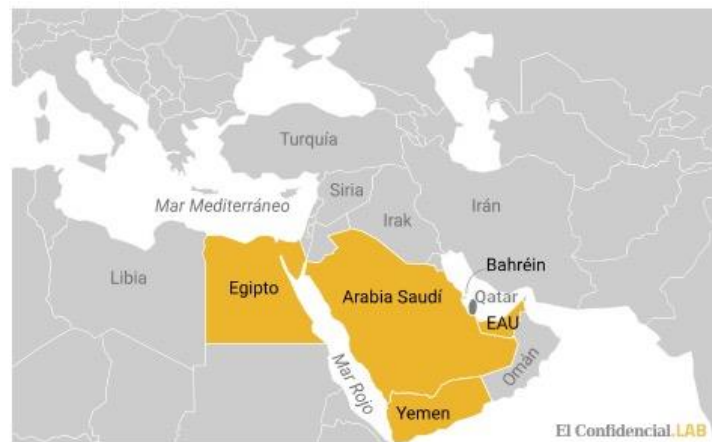 Turquía
Siria
Mar Mediterráneo
Irak
Irán
Bahréin
Libia
Egipto
Arabia Saudí
Qatar
EAU
Omán
Mar Rojo
Yemen
El Confidencial.LAB